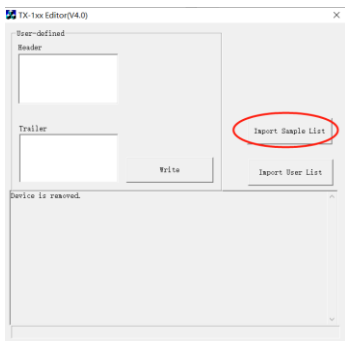 TX-1xx Editor(V4.0)
User-defined
Header
Trailer
Import Sample List
Write
Import User List
Device is removed.